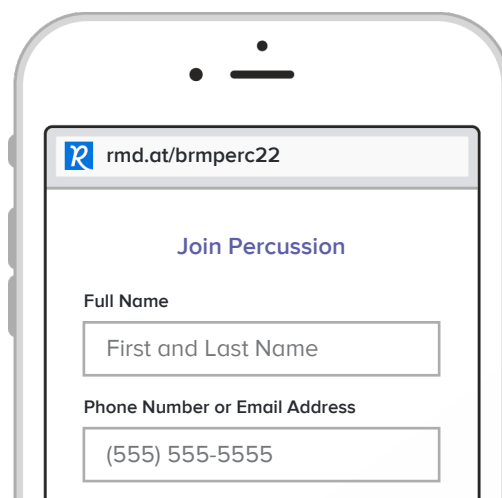 rmd.at/brmperc22
Join Percussion
Full Name
First and Last Name
Phone Number or Email Address
(555) 555-5555